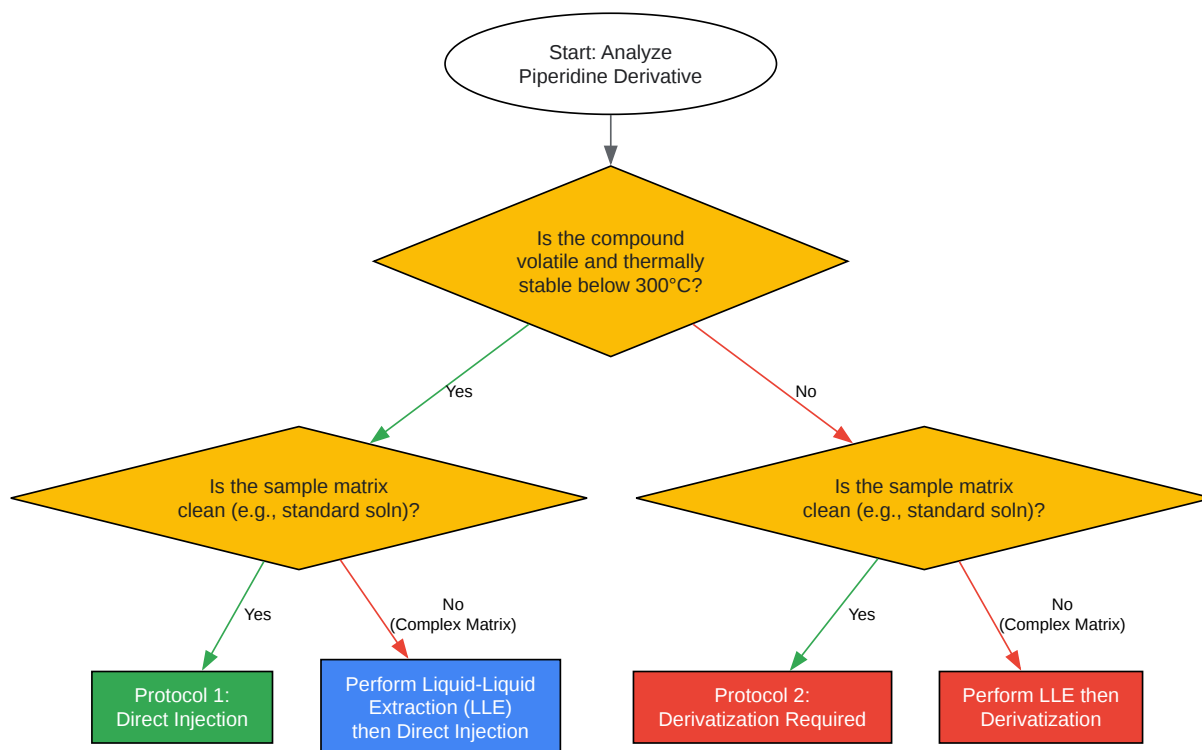 Start: Analyze
Piperidine Derivative
Is the compound
volatile and thermally
stable below 300°C?
Yes
No
Is the sample matrix
clean (e.g., standard soln)?
Is the sample matrix
clean (e.g., standard soln)?
Yes
No
(Complex Matrix)
Yes
No
(Complex Matrix)
Protocol 1:
Direct Injection
Perform Liquid-Liquid
Extraction (LLE)
then Direct Injection
Protocol 2:
Derivatization Required
Perform LLE then
Derivatization